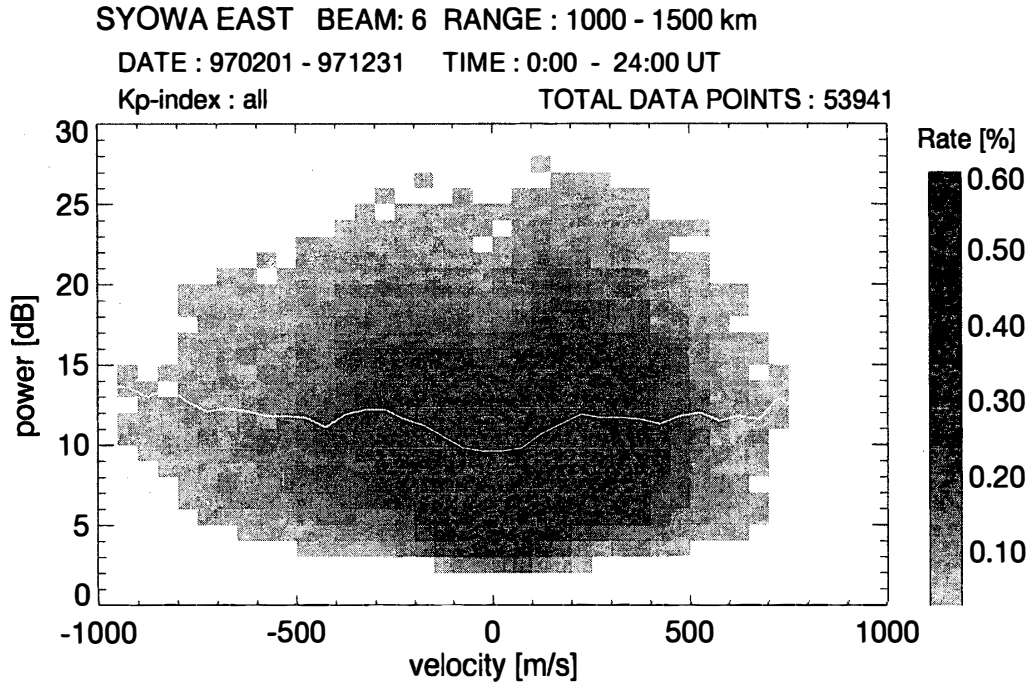 SYOWA EAST BEAM: 6 RANGE : 1000 - 1500 km
DATE : 970201 - 971231 TIME : 0:00 - 24:00 UT
Kp-index : all TOTAL DATA POINTS : 53941
Rate [%]
30
25
20
15
10
5
0
power [dB]
0.60
0.50
0.40
0.30
0.20
0.10
-1000 -500 0 500 1000
velocity [m/s]